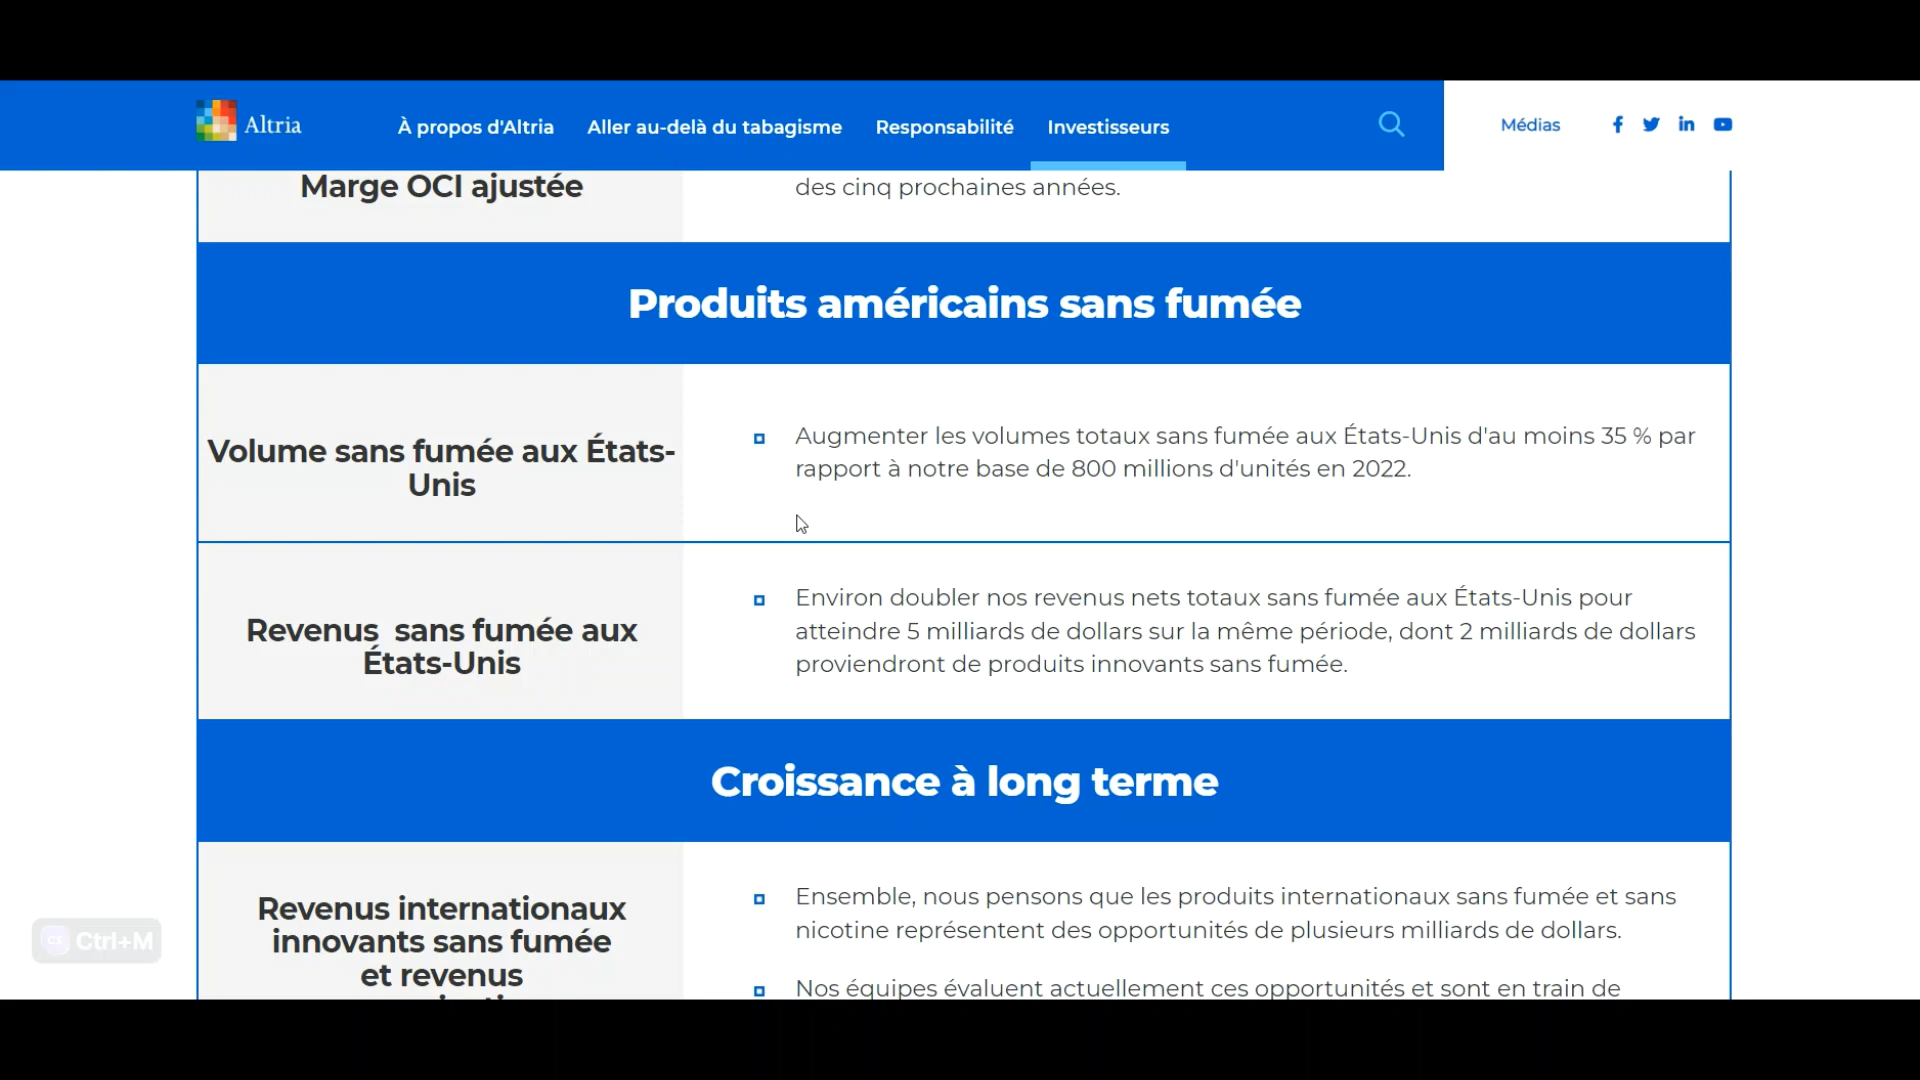 Altria
À propos d'Altria
Aller au-delà du tabagisme
Responsabilité
Investisseurs
Médias
Marge OCI ajustée
des cinq prochaines années.
Produits américains sans fumée
Volume sans fumée aux États-
Unis
Augmenter les volumes totaux sans fumée aux États-Unis d'au moins 35 % par
rapport à notre base de 800 millions d'unités en 2022.
Revenus  sans fumée aux
États-Unis
Environ doubler nos revenus nets totaux sans fumée aux États-Unis pour
atteindre 5 milliards de dollars sur la même période, dont 2 milliards de dollars
proviendront de produits innovants sans fumée.
Croissance à long terme
Revenus internationaux
innovants sans fumée
et revenus
Ensemble, nous pensons que les produits internationaux sans fumée et sans
nicotine représentent des opportunités de plusieurs milliards de dollars.
Nos équipes évaluent actuellement ces opportunités et sont en train de
Ctrl+M